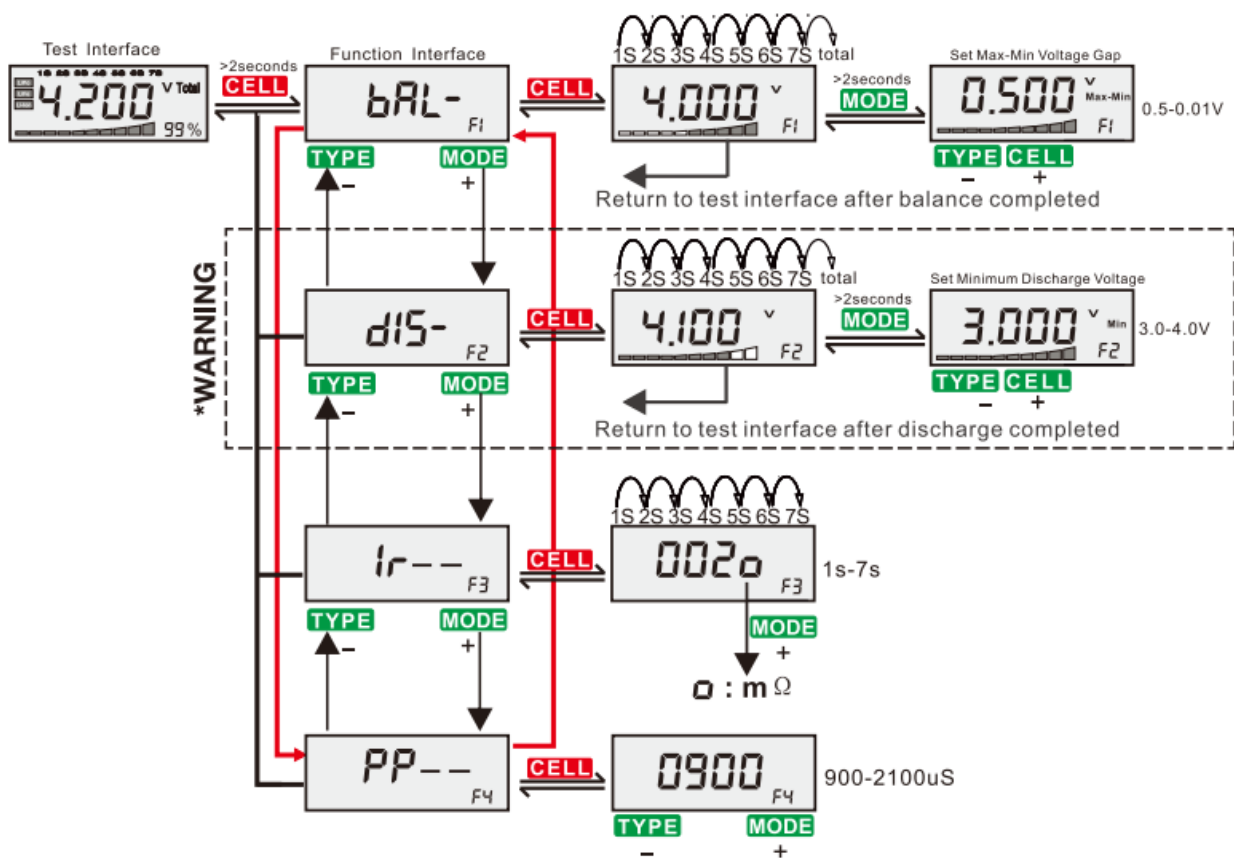 1S 2S 3S 4S 5S 6S 7S total
Test Interface
Function Interface
Set Max-Min Voltage Gap
1S 2S 3S 4S 5S 6S 7S
4.200 V Total
99%
>2seconds
CELL
bAL-
F1
CELL
4.000 v
F1
>2seconds
MODE
0.500 v
Max-Min
F1
0.5-0.01V
TYPE
-
MODE
+
TYPE CELL
- +
Return to test interface after balance completed
*WARNING
1S 2S 3S 4S 5S 6S 7S total
Set Minimum Discharge Voltage
dIS-
F2
CELL
4.100 v
F2
>2seconds
MODE
3.000 v
Min
F2
3.0-4.0V
TYPE
-
MODE
+
TYPE CELL
- +
Return to test interface after discharge completed
1S 2S 3S 4S 5S 6S 7S
Ir--
F3
CELL
002o
F3
1s-7s
TYPE
-
MODE
+
MODE
+
o : m Ω
PP--
F4
CELL
0900
F4
900-2100uS
TYPE
-
MODE
+